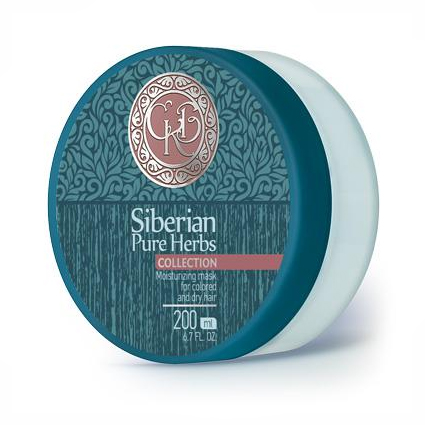 Siberian
Pure Herbs
COLLECTION
Moisturizing mask
for colored
and dry hair
200 ml
6.7 FL. OZ